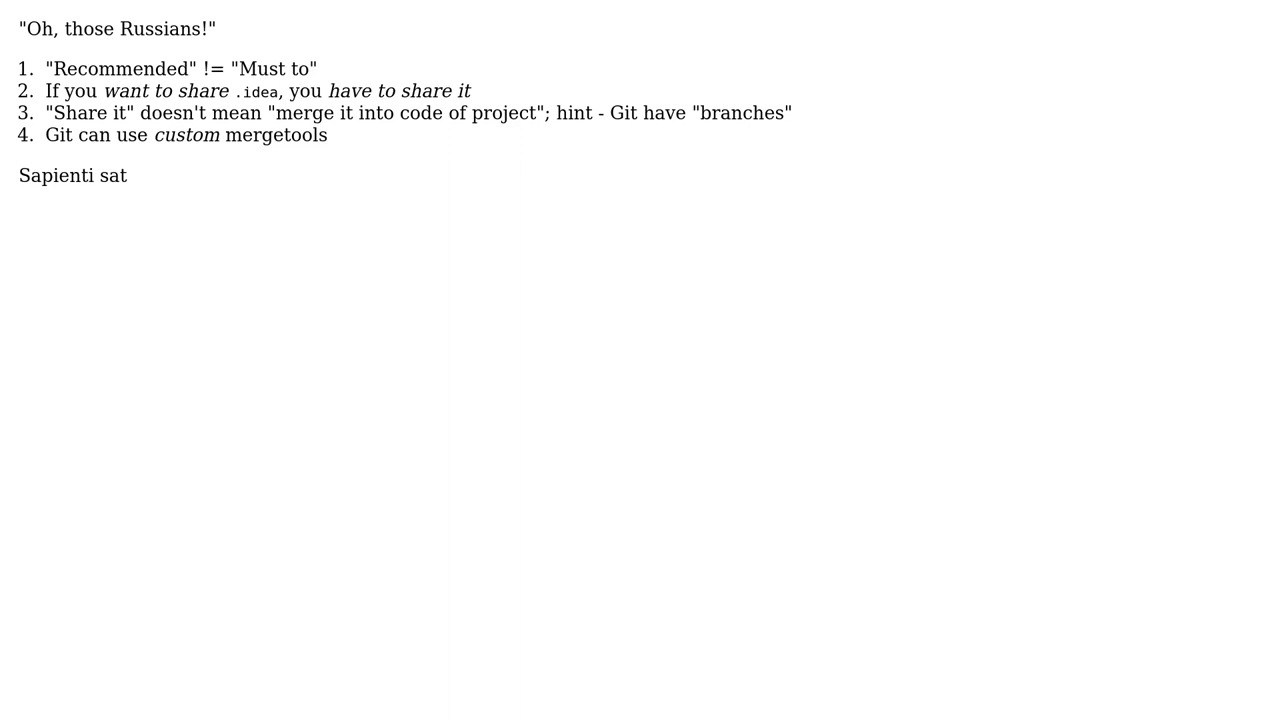 "Oh, those Russians!"
1. "Recommended" != "Must to"
2. If you want to share .idea, you have to share it
3. "Share it" doesn't mean "merge it into code of project"; hint - Git have "branches"
4. Git can use custom mergetools
Sapienti sat